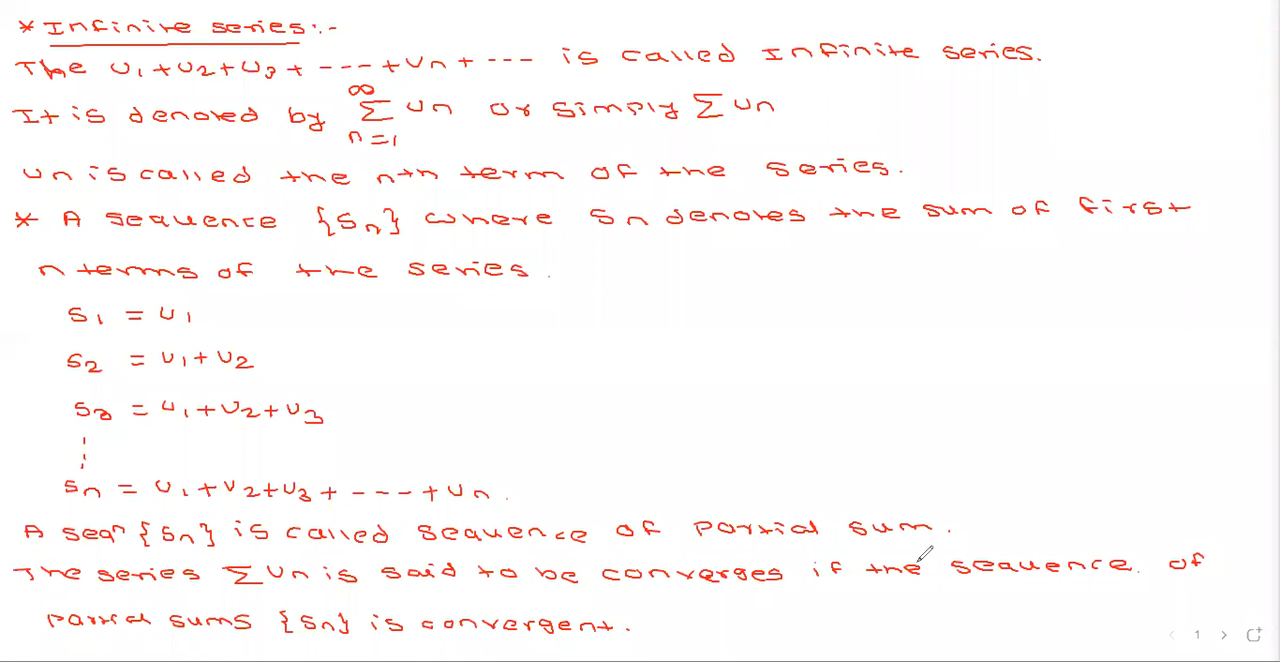 * Infinite series:-
The u₁+u₂+u₃+----+un+--- is called Infinite series.
It is denoted by ∞Σn=1 un or simply Σun
un is called the nth term of the series.
* A sequence {Sn} where Sn denotes the sum of first
n terms of the series.
S₁ = u₁
S₂ = u₁+u₂
S₃ = u₁+u₂+u₃
Sn = u₁+u₂+u₃+----+un.
A seqⁿ {Sn} is called sequence of partial sum.
The series Σun is said to be converges if the sequence. of
partial sums {Sn} is convergent.
1